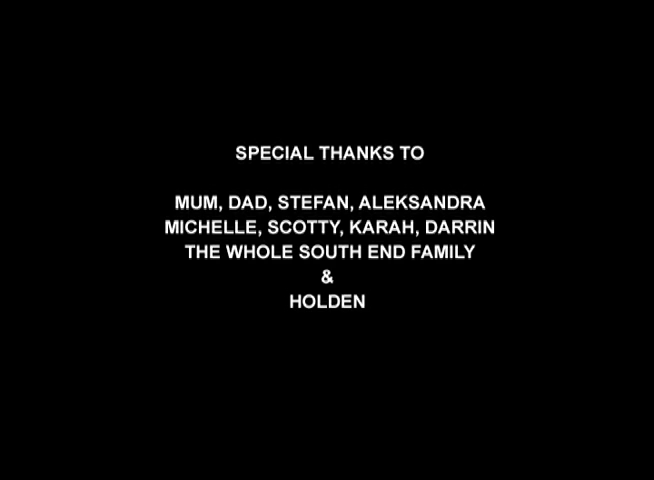 SPECIAL THANKS TO
MUM, DAD, STEFAN, ALEKSANDRA
MICHELLE, SCOTTY, KARAH, DARRIN
THE WHOLE SOUTH END FAMILY
&
HOLDEN